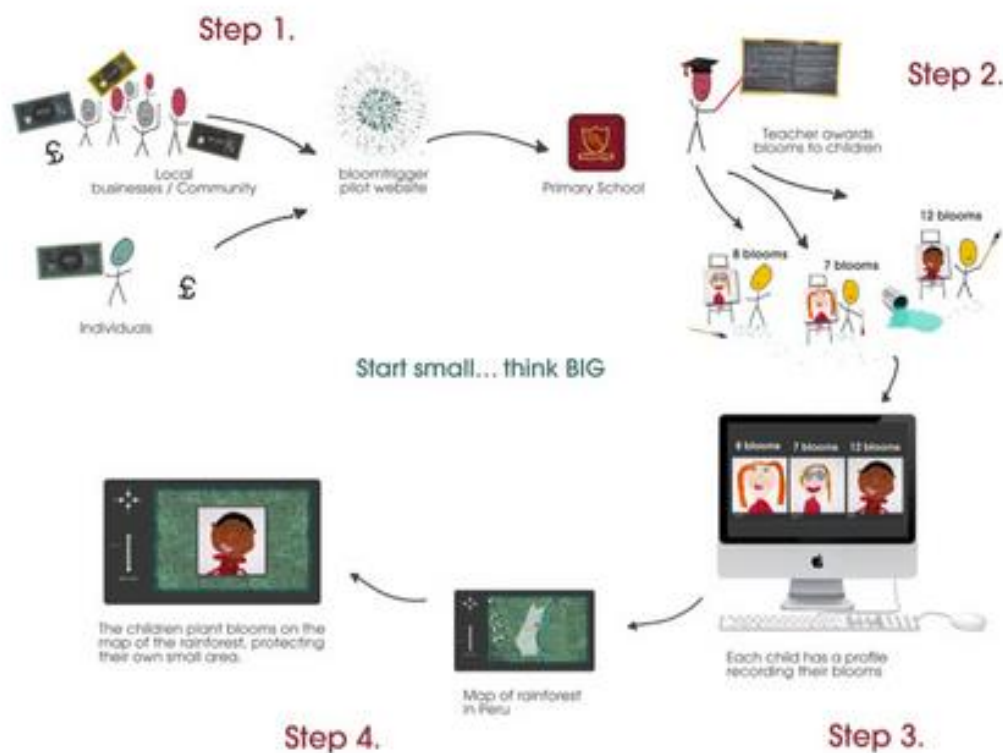 Step 1.
£
Local
businesses / Community
bloomtrigger
pilot website
Primary School
£
Individuals
Step 2.
Teacher awards
blooms to children
8 blooms
7 blooms
12 blooms
Start small... think BIG
8 blooms
7 blooms
12 blooms
Each child has a profile
recording their blooms
Step 3.
Map of rainforest
in Peru
The children plant blooms on the
map of the rainforest, protecting
their own small area.
Step 4.